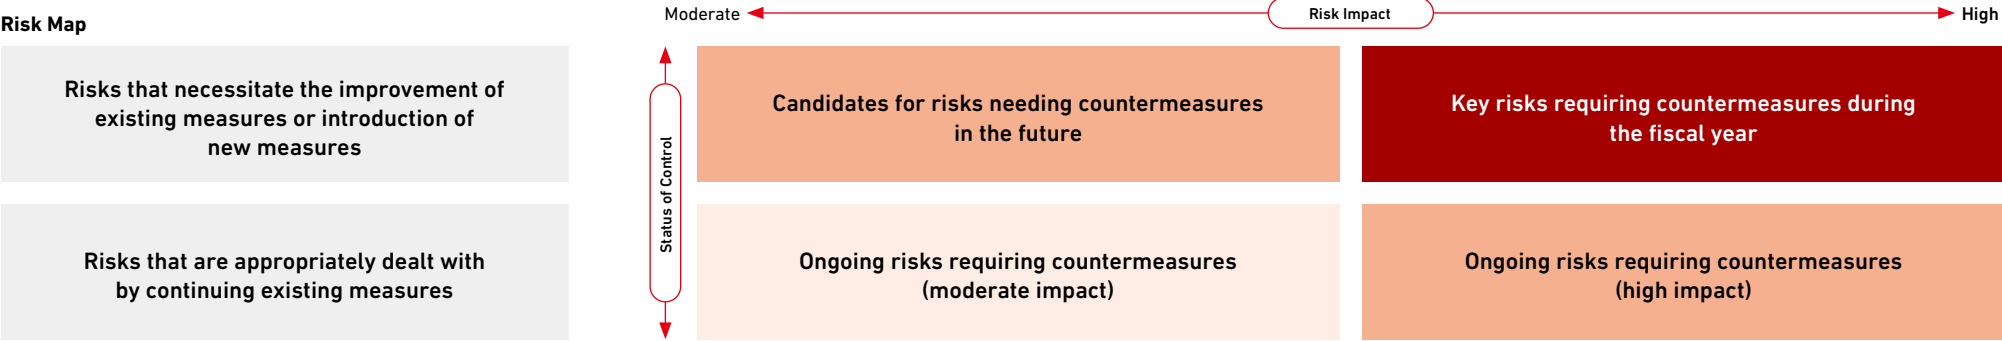 Risk Map
Moderate
Risk Impact
High
Risks that necessitate the improvement of
existing measures or introduction of
new measures
Status of Control
Candidates for risks needing countermeasures
in the future
Key risks requiring countermeasures during
the fiscal year
Risks that are appropriately dealt with
by continuing existing measures
Ongoing risks requiring countermeasures
(moderate impact)
Ongoing risks requiring countermeasures
(high impact)